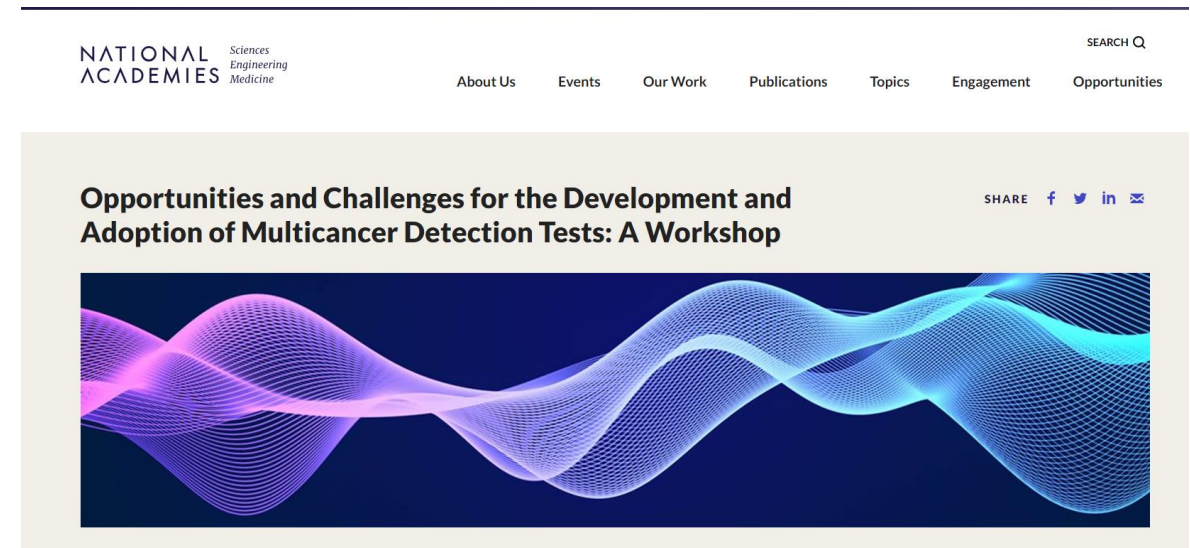 NATIONAL
ACADEMIES
Sciences
Engineering
Medicine
SEARCH
About Us Events Our Work Publications Topics Engagement Opportunities
Opportunities and Challenges for the Development and
Adoption of Multicancer Detection Tests: A Workshop
SHARE